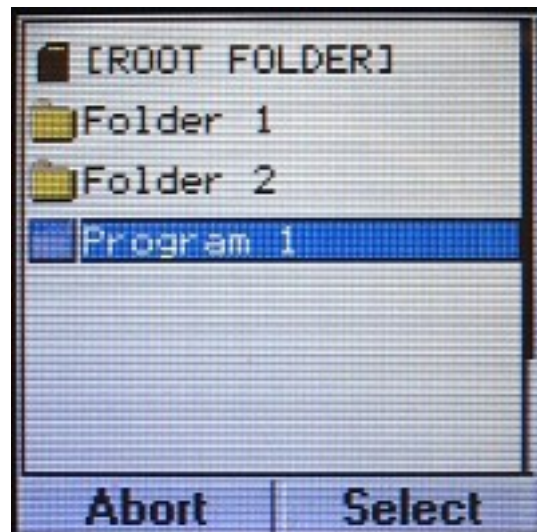 [ROOT FOLDER]
Folder 1
Folder 2
Program 1
Abort Select